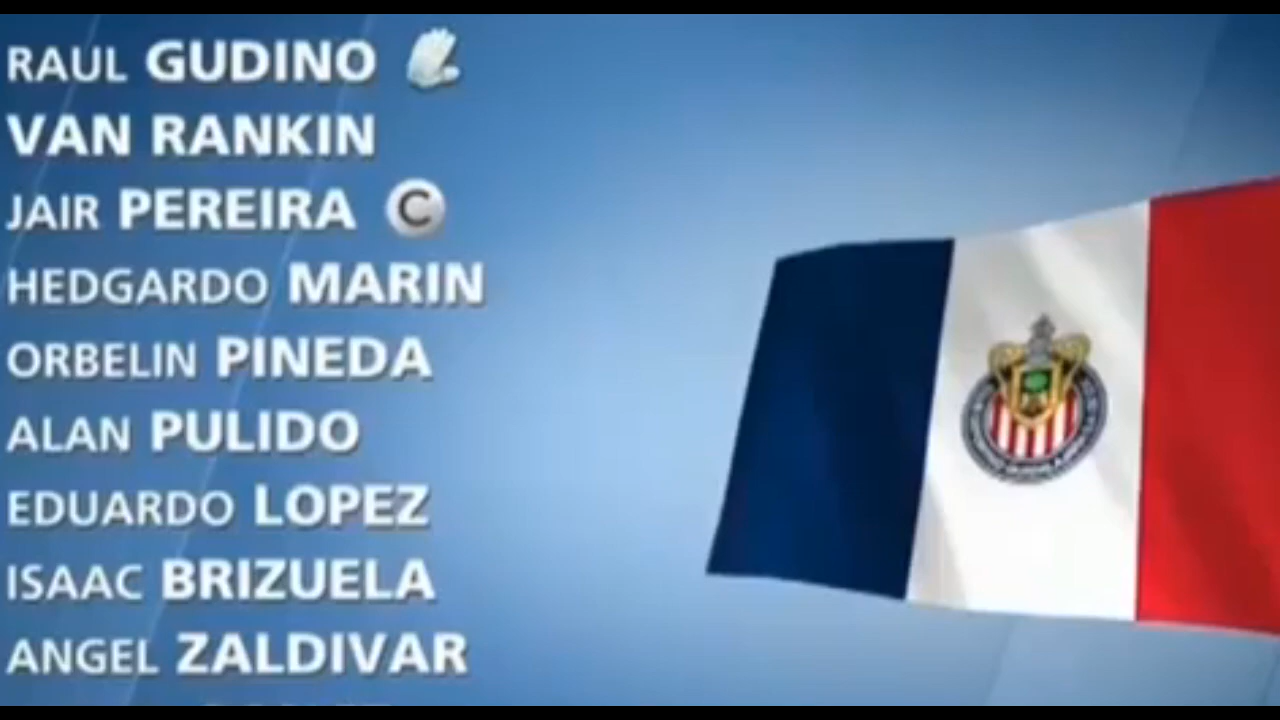 RAUL GUDINO
VAN RANKIN
JAIR PEREIRA C
HEDGARDO MARIN
ORBELIN PINEDA
ALAN PULIDO
EDUARDO LOPEZ
ISAAC BRIZUELA
ANGEL ZALDIVAR